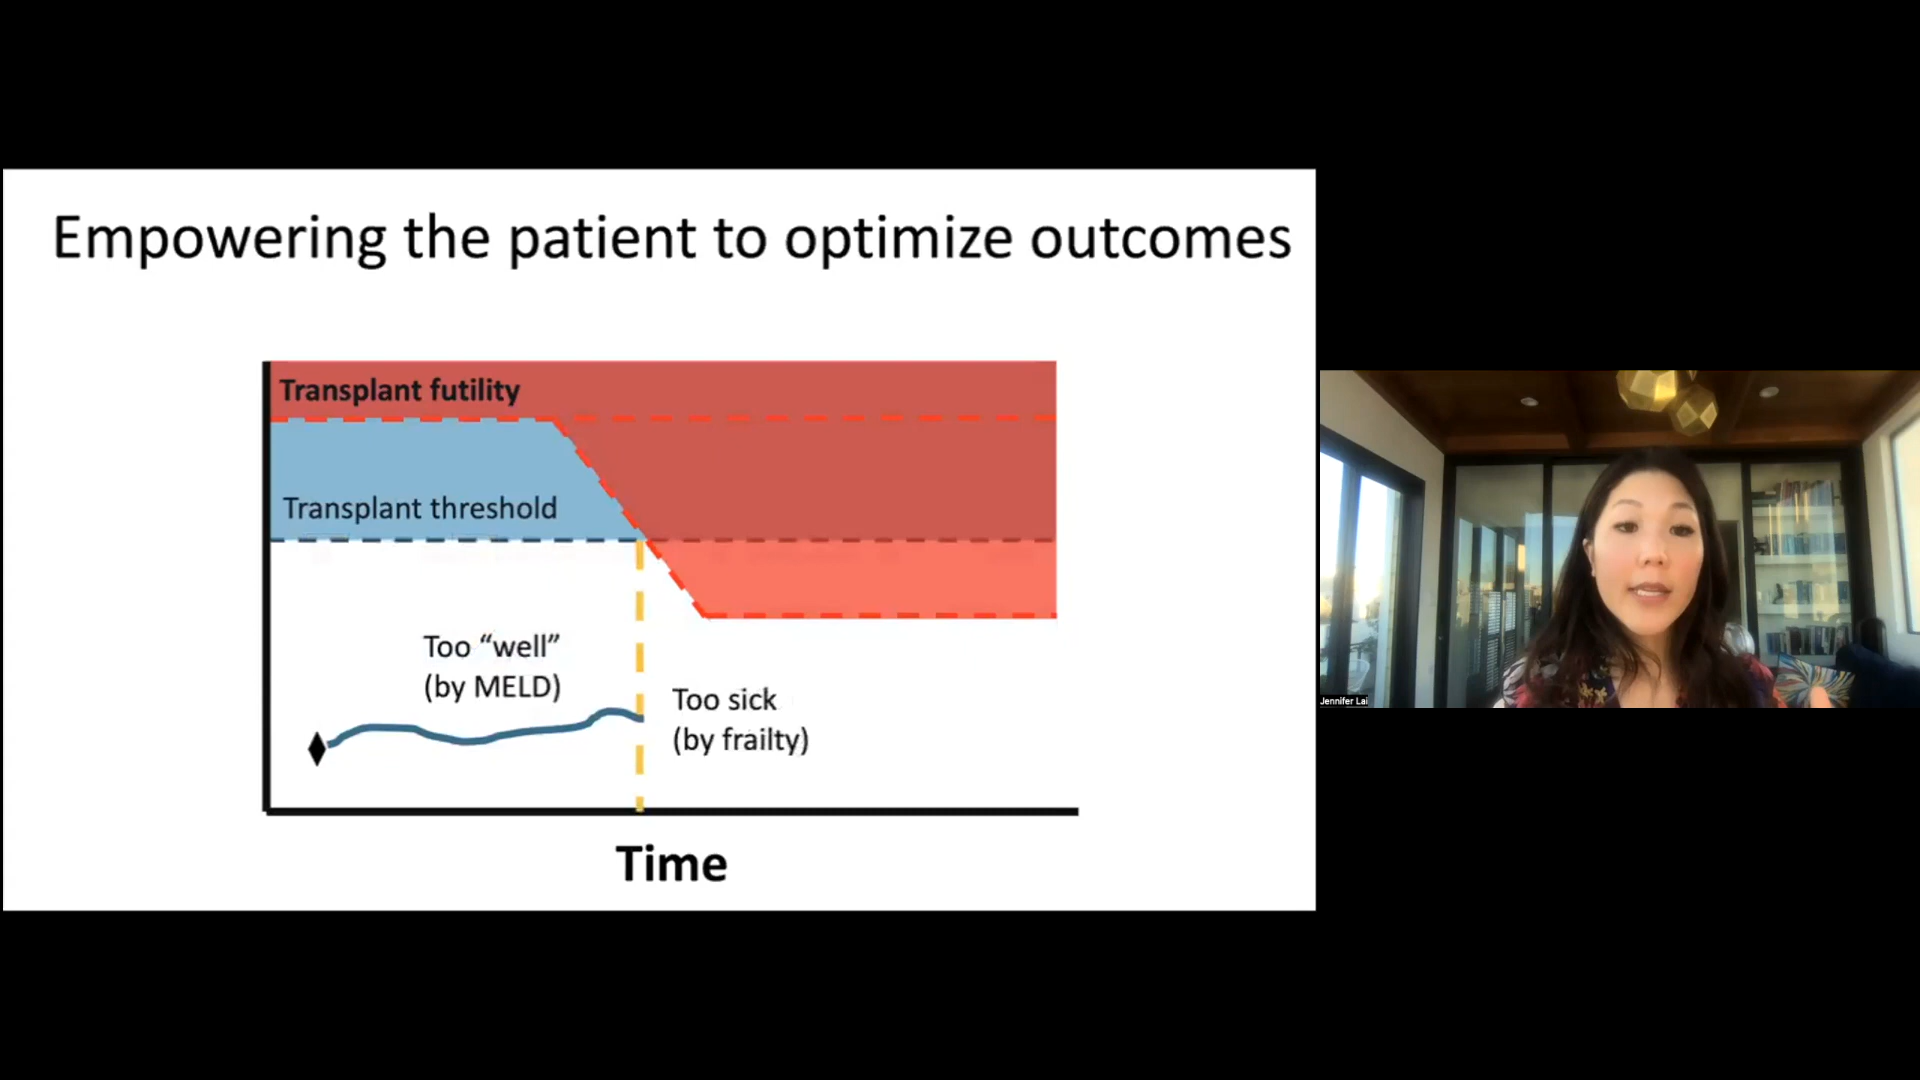 Empowering the patient to optimize outcomes
Transplant futility
Transplant threshold
Too “well”
(by MELD)
Too sick
(by frailty)
Time
Jennifer Lai